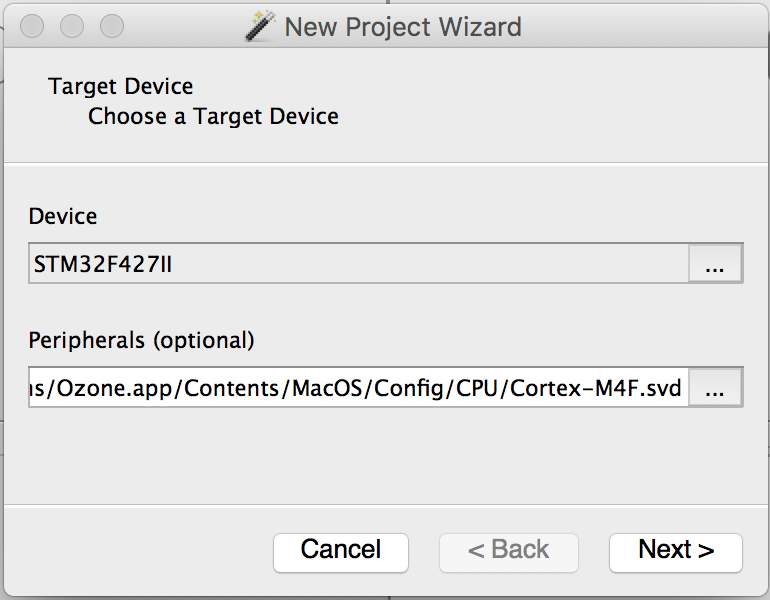 New Project Wizard
Target Device
Choose a Target Device
Device
STM32F427II
...
Peripherals (optional)
ns/Ozone.app/Contents/MacOS/Config/CPU/Cortex-M4F.svd
...
Cancel
< Back
Next >